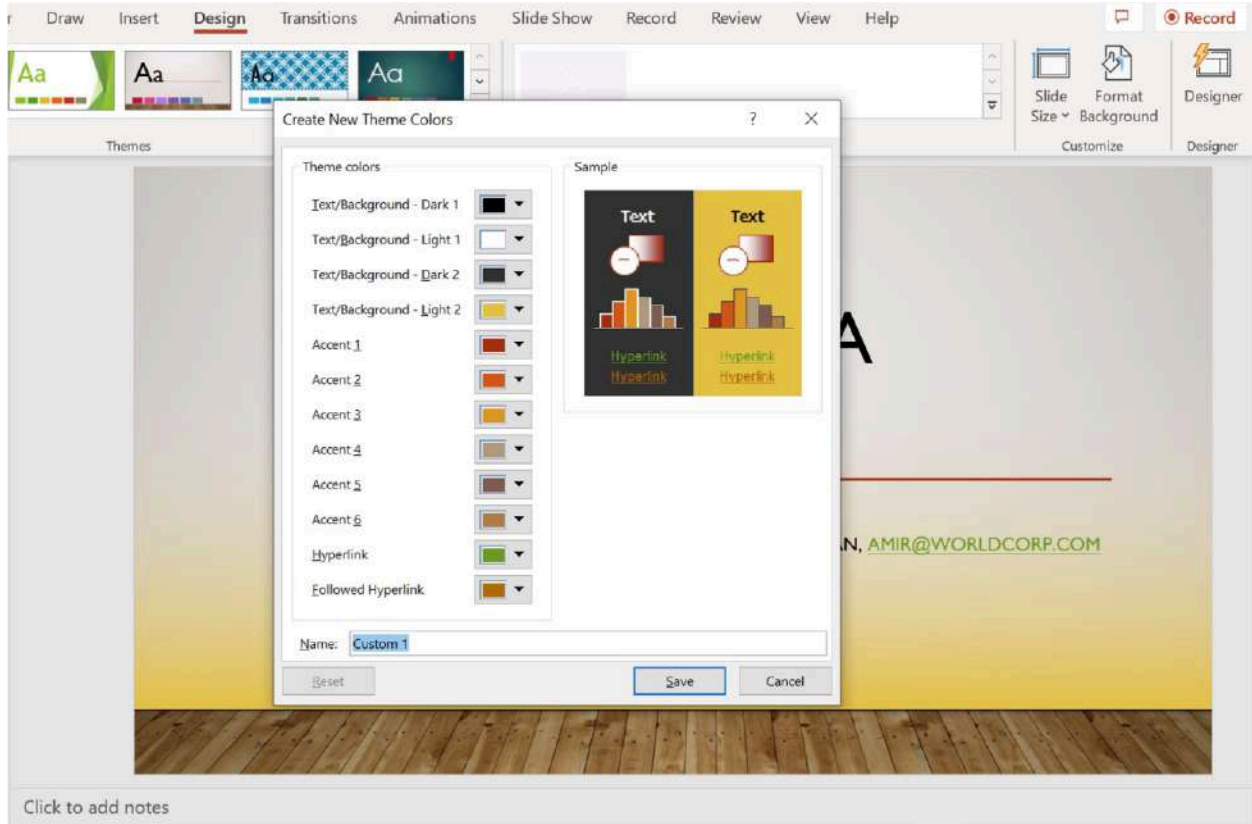 Draw Insert Design Transitions Animations Slide Show Record Review View Help Record
Aa Aa Aa Aa
Slide Size
Format Background
Designer
Themes Customize Designer
Create New Theme Colors ?
Theme colors
Text/Background - Dark 1
Text/Background - Light 1
Text/Background - Dark 2
Text/Background - Light 2
Accent 1
Accent 2
Accent 3
Accent 4
Accent 5
Accent 6
Hyperlink
Followed Hyperlink
Sample
Text Text
Hyperlink Hyperlink
Hyperlink Hyperlink
Name: Custom 1
Reset Save Cancel
A
N, AMIR@WORLDCORP.COM
Click to add notes